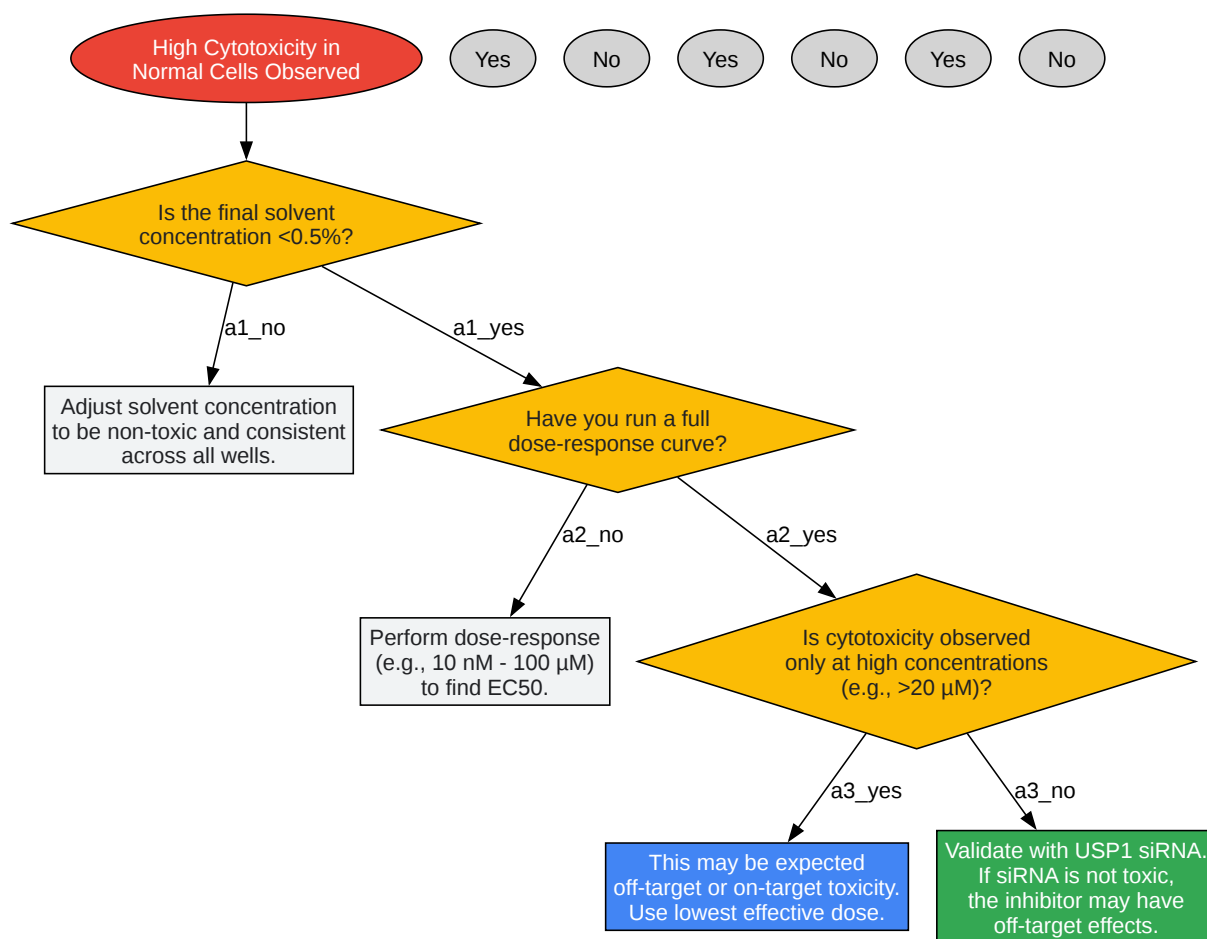 High Cytotoxicity in
Normal Cells Observed
Yes
No
Yes
No
Yes
No
Is the final solvent
concentration <0.5%?
a1_no
a1_yes
Adjust solvent concentration
to be non-toxic and consistent
across all wells.
Have you run a full
dose-response curve?
a2_no
a2_yes
Perform dose-response
(e.g., 10 nM - 100 µM)
to find EC50.
Is cytotoxicity observed
only at high concentrations
(e.g., >20 µM)?
a3_yes
a3_no
This may be expected
off-target or on-target toxicity.
Use lowest effective dose.
Validate with USP1 siRNA.
If siRNA is not toxic,
the inhibitor may have
off-target effects.